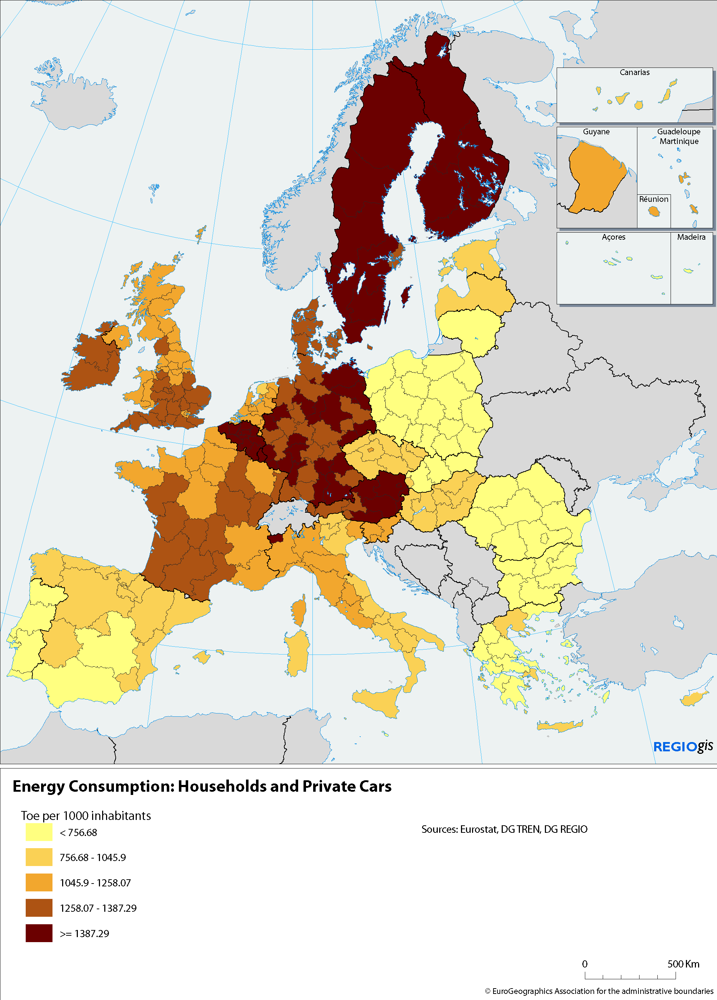 Canarias
Guyane
Guadeloupe
Martinique
Réunion
Açores
Madeira
REGIOgis
Energy Consumption: Households and Private Cars
Toe per 1000 inhabitants
< 756.68
756.68 - 1045.9
1045.9 - 1258.07
1258.07 - 1387.29
>= 1387.29
Sources: Eurostat, DG TREN, DG REGIO
0 500 Km
© EuroGeographics Association for the administrative boundaries